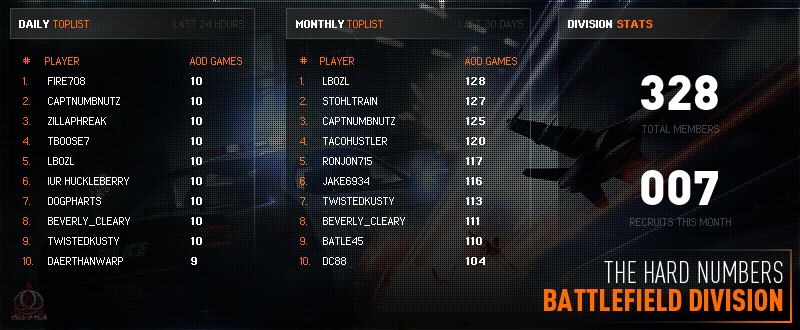 DAILY TOPLIST LAST 24 HOURS
# PLAYER AOD GAMES
1. FIRE708 10
2. CAPTNUMBNUTZ 10
3. ZILLAPHREAK 10
4. TBOOSE7 10
5. LBOZL 10
6. IUR HUCKLEBERRY 10
7. DOGPHARTS 10
8. BEVERLY_CLEARY 10
9. TWISTEDKUSTY 10
10. DAERTHANWARP 9
MONTHLY TOPLIST LAST 30 DAYS
# PLAYER AOD GAMES
1. LBOZL 128
2. STOHLTRAIN 127
3. CAPTNUMBNUTZ 125
4. TACOHUSTLER 120
5. RONJON715 117
6. JAKE6934 116
7. TWISTEDKUSTY 113
8. BEVERLY_CLEARY 111
9. BATLE45 110
10. DC88 104
DIVISION STATS
328
TOTAL MEMBERS
007
RECRUITS THIS MONTH
THE HARD NUMBERS
BATTLEFIELD DIVISION